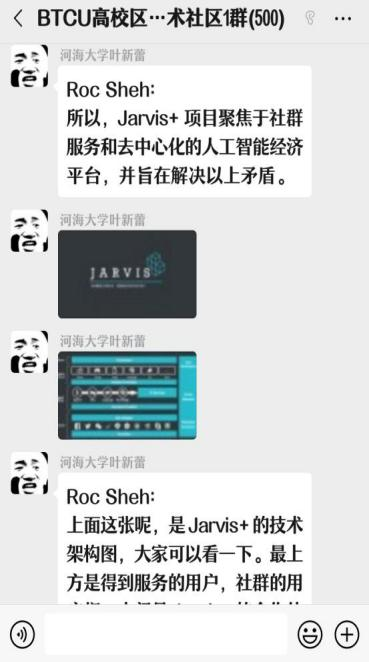 BTCU高校区…术社区1群(500)
河海大学叶新蕾
Roc Sheh:
所以，Jarvis+ 项目聚焦于社群
服务和去中心化的人工智能经济
平台，并旨在解决以上矛盾。
河海大学叶新蕾
JARVIS
河海大学叶新蕾
河海大学叶新蕾
Roc Sheh:
上面这张呢，是Jarvis+的技术
架构图，大家可以看一下。最上
方是得到服务的用户，社群的用